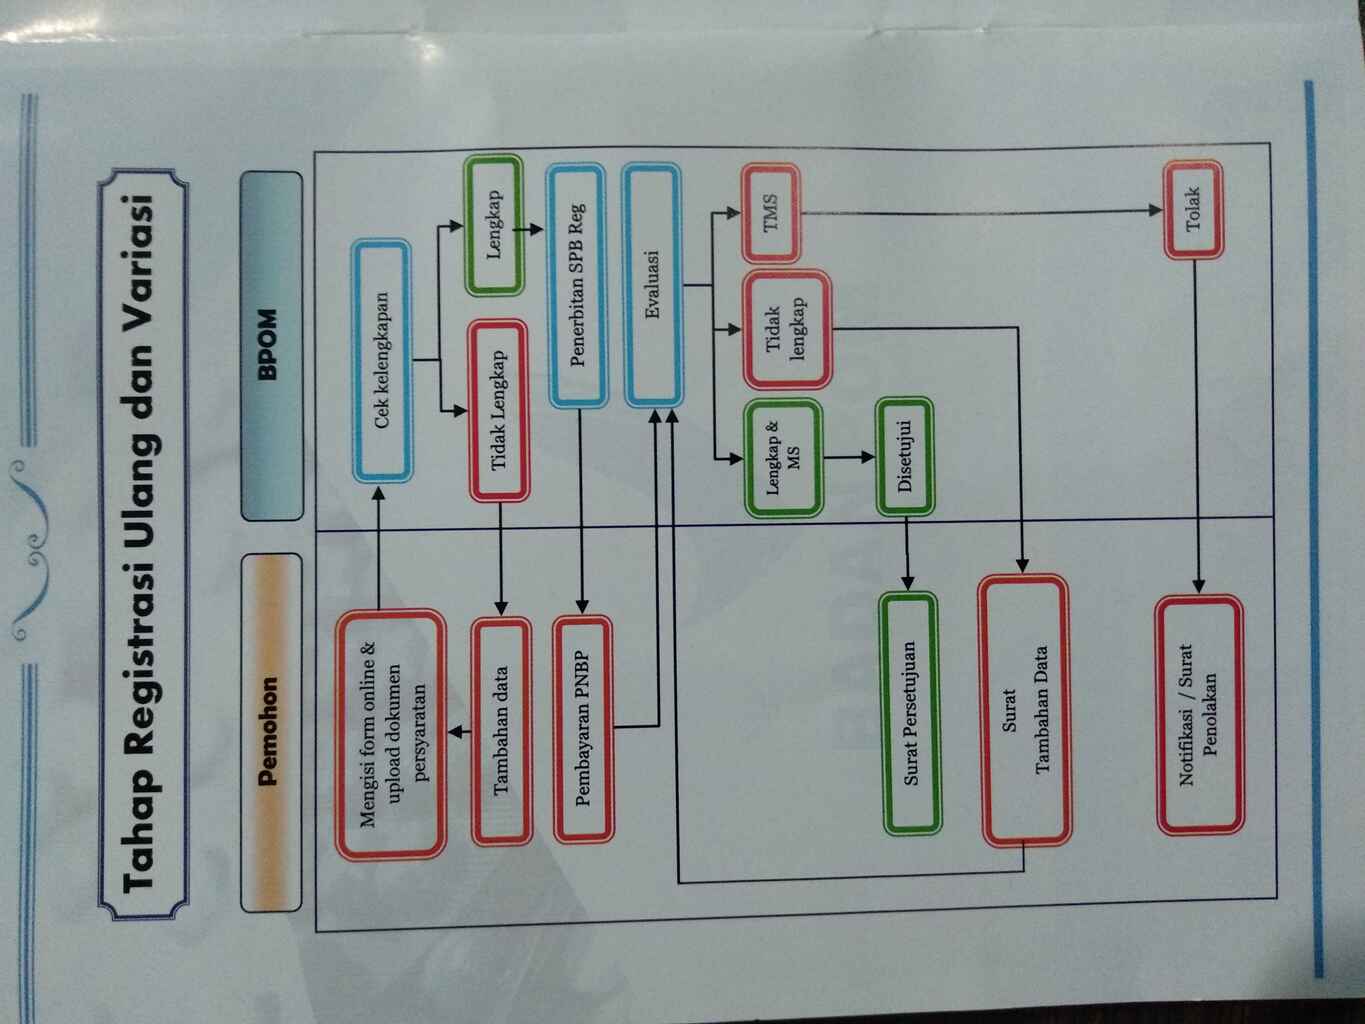 Tahap Registrasi Ulang dan Variasi
Pemohon
BPOM
Mengisi form online &
upload dokumen
persyaratan
Cek kelengkapan
Tambahan data
Tidak Lengkap
Lengkap
Pembayaran PNBP
Penerbitan SPB Reg
Evaluasi
Lengkap &
MS
Tidak
lengkap
TMS
Surat Persetujuan
Disetujui
Surat
Tambahan Data
Notifikasi / Surat
Penolakan
Tolak